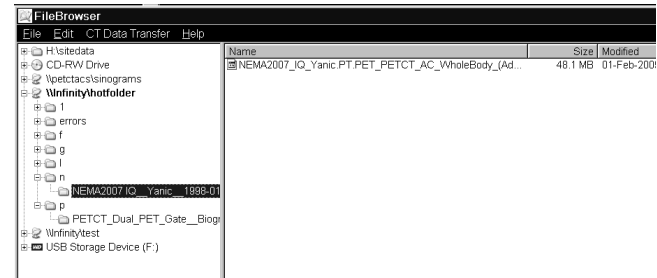 FileBrowser
File Edit CT Data Transfer Help
H:\sitedata
CD-RW Drive
\\petctacs\sinograms
\\Infinity\hotfolder
1
errors
f
g
l
n
NEMA2007 IQ__Yanic__1998-01
p
PETCT_Dual_PET_Gate__Biogr
\\Infinity\test
USB Storage Device (F:)
Name Size Modified
NEMA2007_IQ_Yanic.PT.PET_PETCT_AC_WholeBody_(Ad... 48.1 MB 01-Feb-2009